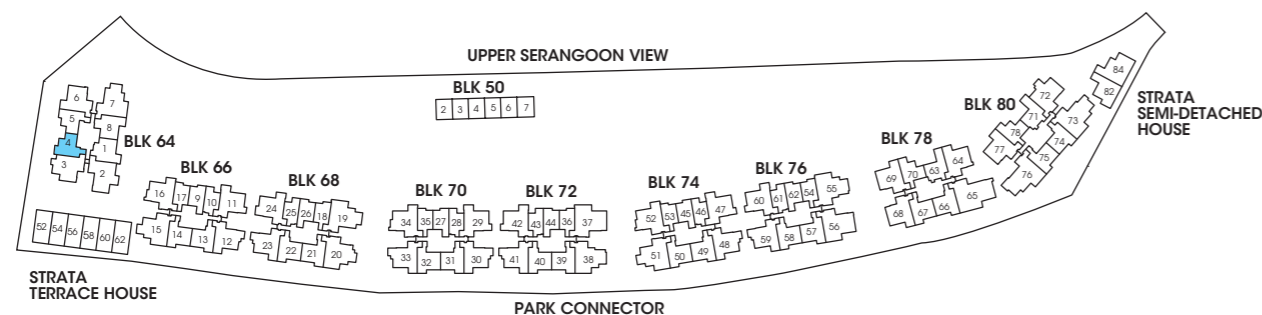 UPPER SERANGOON VIEW
BLK 50
2 3 4 5 6 7
BLK 64
6 7
5 8
4 1
3 2
BLK 66
16 17 9 10 11
15 14 13 12
BLK 68
24 25 26 18 19
23 22 21 20
BLK 70
34 35 27 28 29
33 32 31 30
BLK 72
42 43 44 36 37
41 40 39 38
BLK 74
52 53 45 46 47
51 50 49 48
BLK 76
60 61 62 54 55
59 58 57 56
BLK 78
69 70 63 64
68 67 66 65
BLK 80
72
71 73
78 74
77 75
76
84
82
STRATA
SEMI-DETACHED
HOUSE
52 54 56 58 60 62
STRATA
TERRACE HOUSE
PARK CONNECTOR